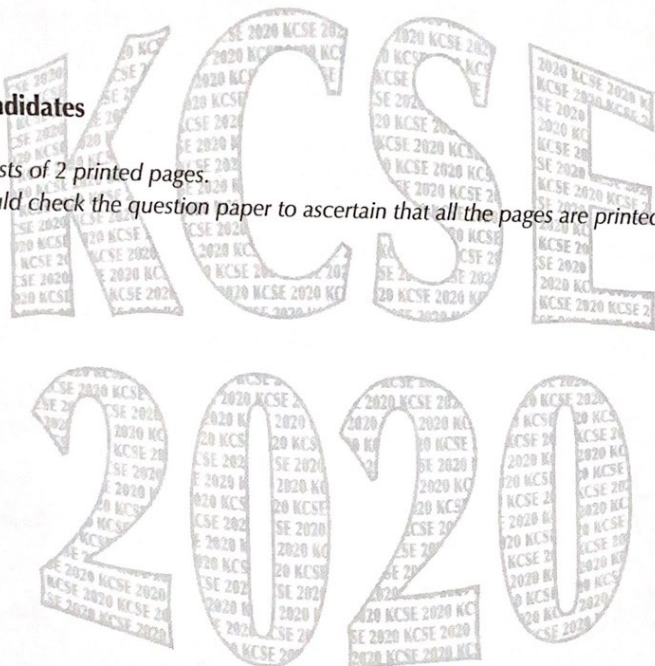 ndidates
sts of 2 printed pages.
ld check the question paper to ascertain that all the pages are printed
KCSE
2020